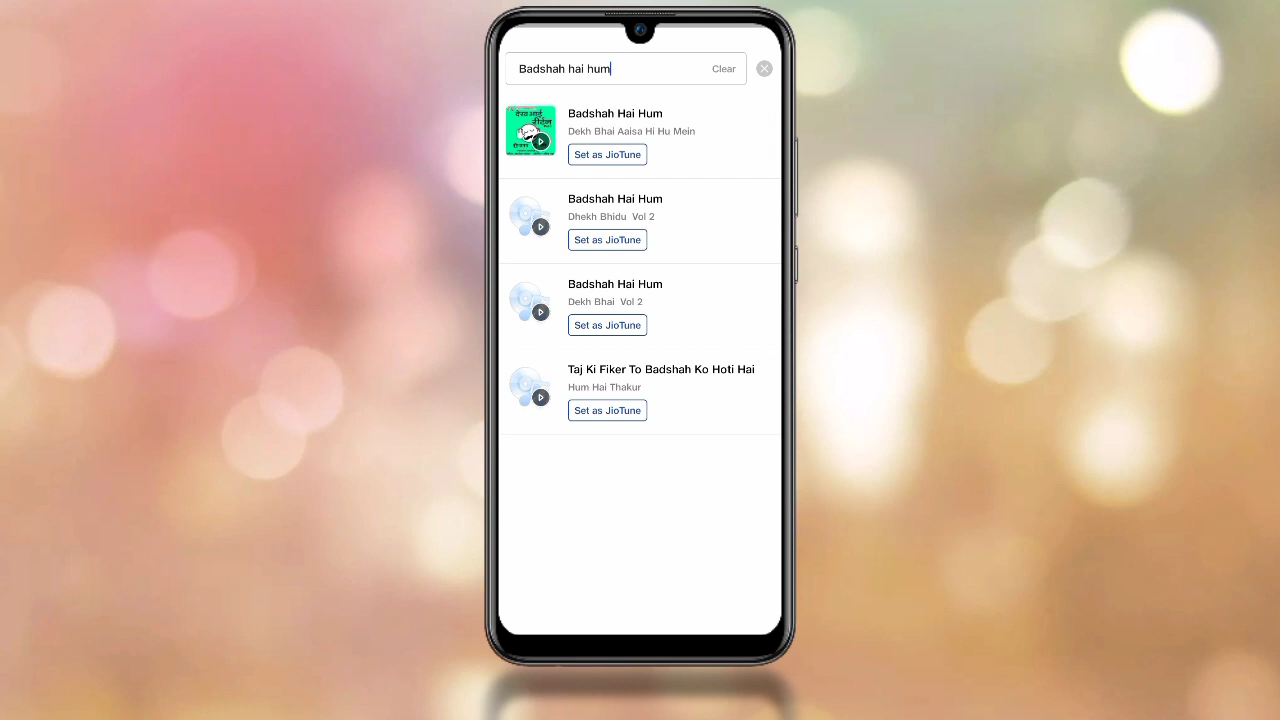 Badshah hai hum Clear
Badshah Hai Hum
Dekh Bhai Aaisa Hi Hu Mein
Set as JioTune
Badshah Hai Hum
Dhekh Bhidu Vol 2
Set as JioTune
Badshah Hai Hum
Dekh Bhai Vol 2
Set as JioTune
Taj Ki Fiker To Badshah Ko Hoti Hai
Hum Hai Thakur
Set as JioTune